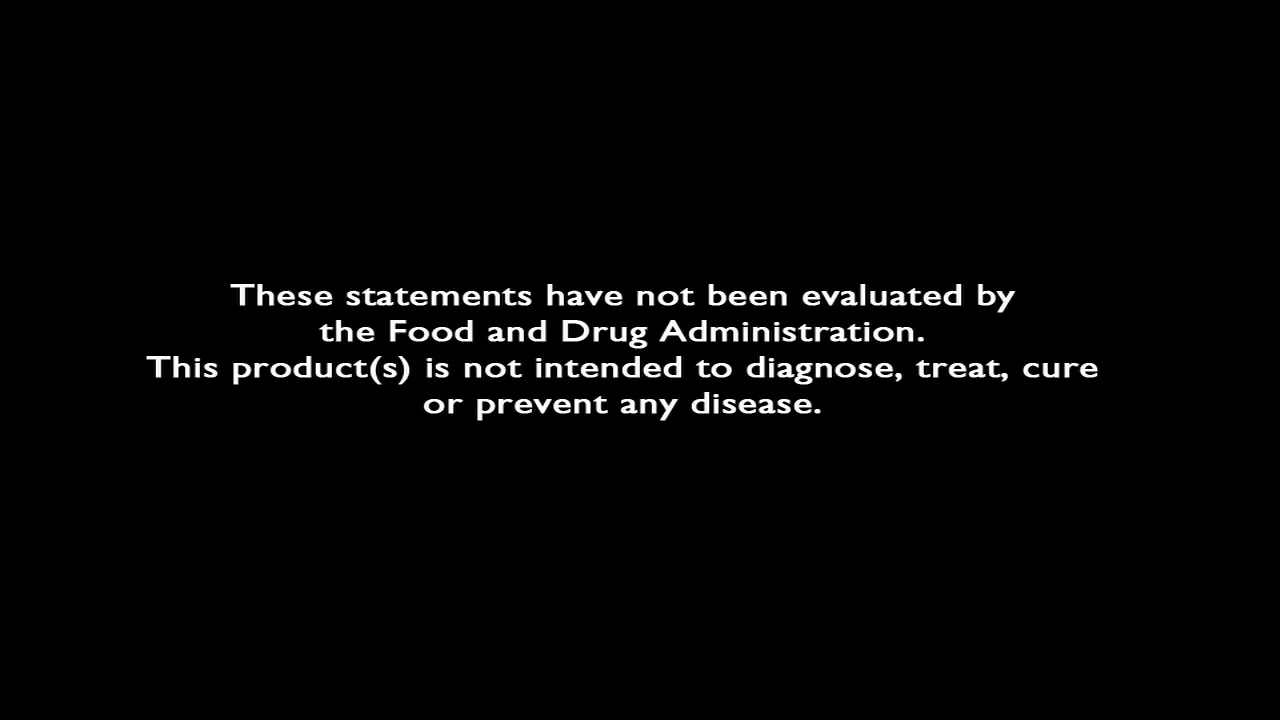 These statements have not been evaluated by
the Food and Drug Administration.
This product(s) is not intended to diagnose, treat, cure
or prevent any disease.